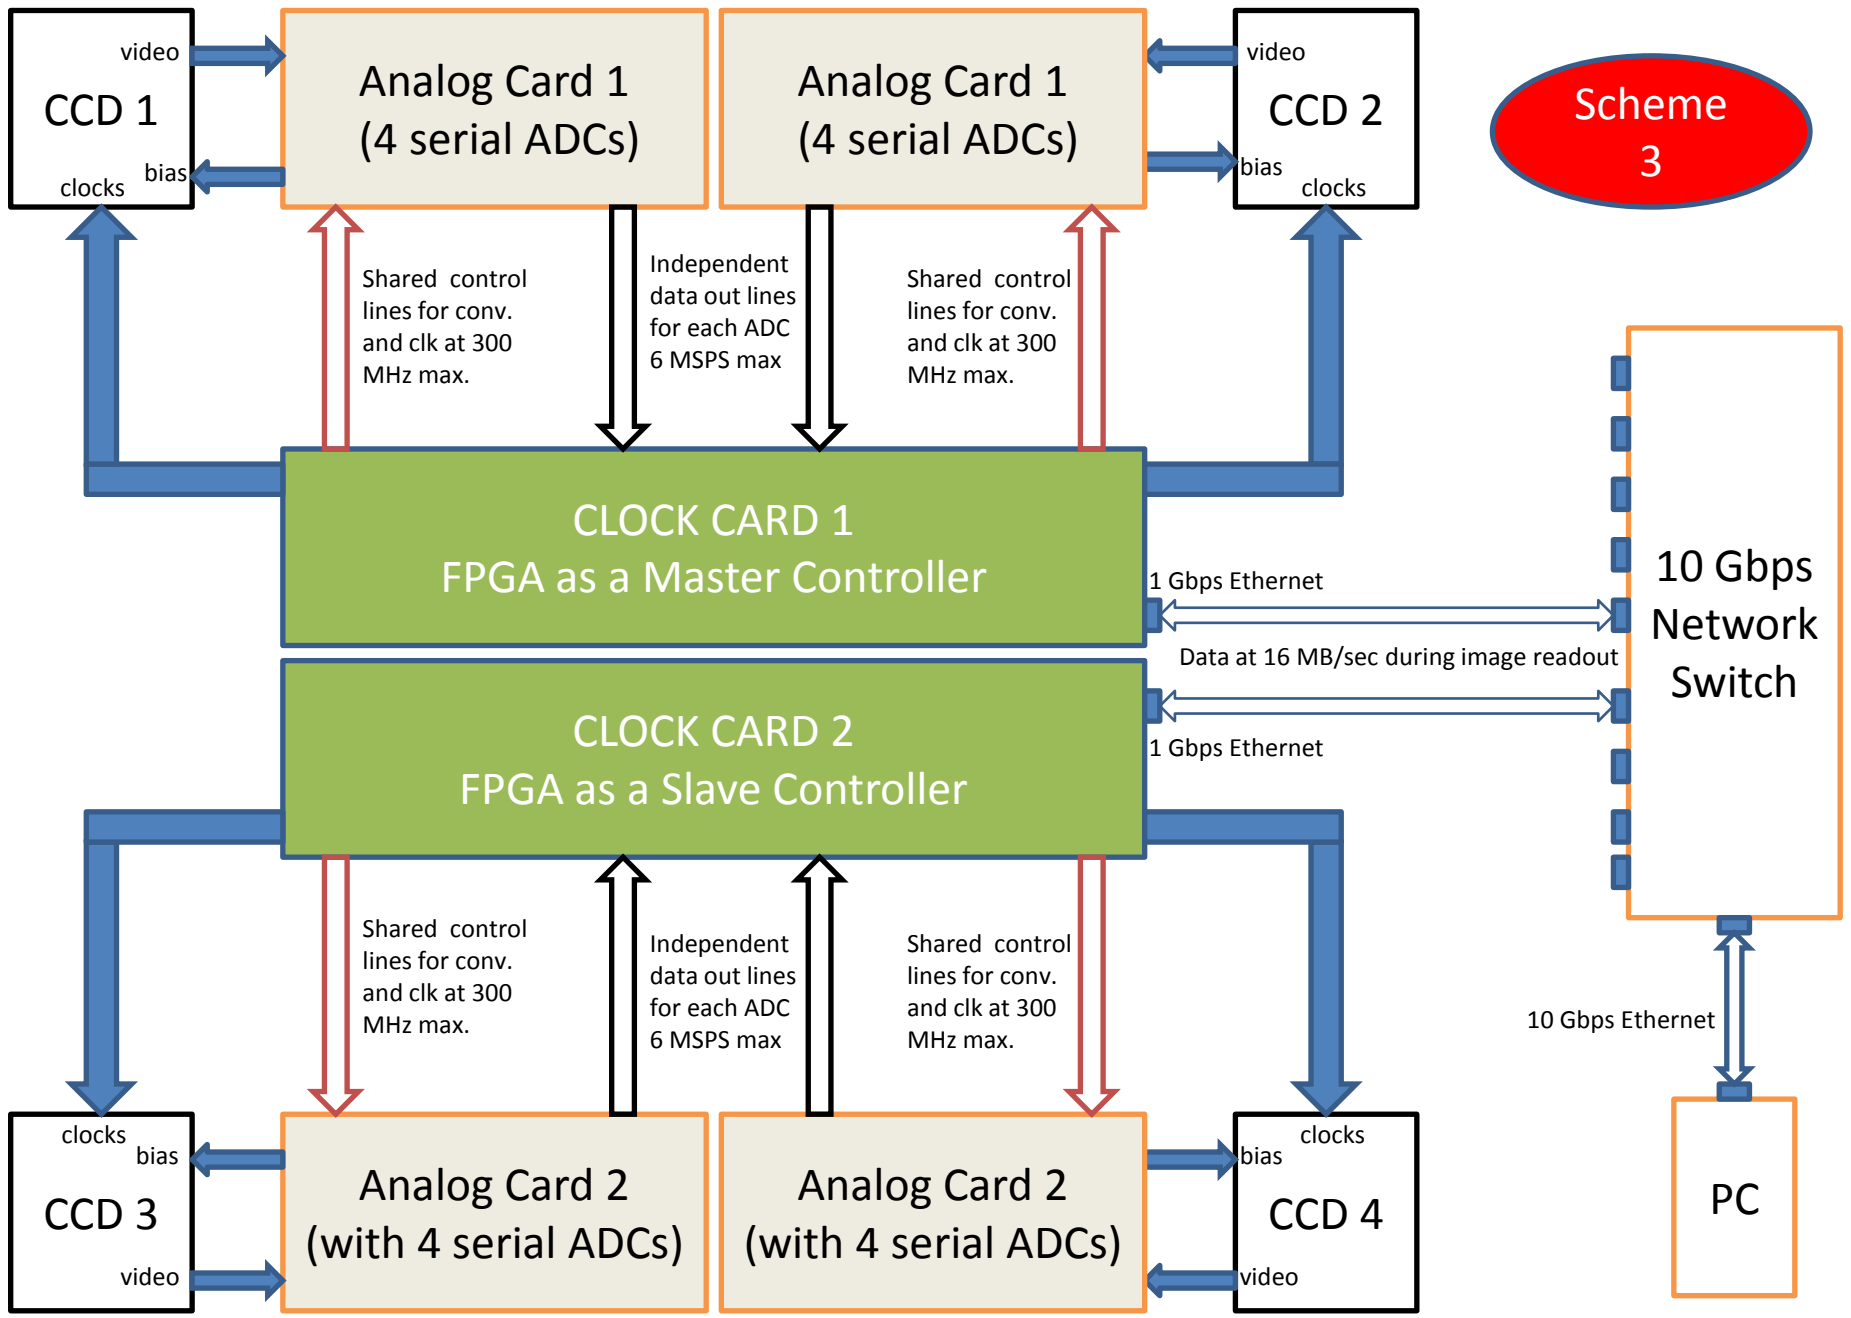 video
CCD 1
bias
clocks
Analog Card 1
(4 serial ADCs)
Analog Card 1
(4 serial ADCs)
video
CCD 2
bias
clocks
Scheme
3
Shared control
lines for conv.
and clk at 300
MHz max.
Independent
data out lines
for each ADC
6 MSPS max
Shared control
lines for conv.
and clk at 300
MHz max.
CLOCK CARD 1
FPGA as a Master Controller
1 Gbps Ethernet
Data at 16 MB/sec during image readout
10 Gbps
Network
Switch
CLOCK CARD 2
FPGA as a Slave Controller
1 Gbps Ethernet
Shared control
lines for conv.
and clk at 300
MHz max.
Independent
data out lines
for each ADC
6 MSPS max
Shared control
lines for conv.
and clk at 300
MHz max.
10 Gbps Ethernet
clocks
bias
CCD 3
video
Analog Card 2
(with 4 serial ADCs)
Analog Card 2
(with 4 serial ADCs)
clocks
bias
CCD 4
video
PC